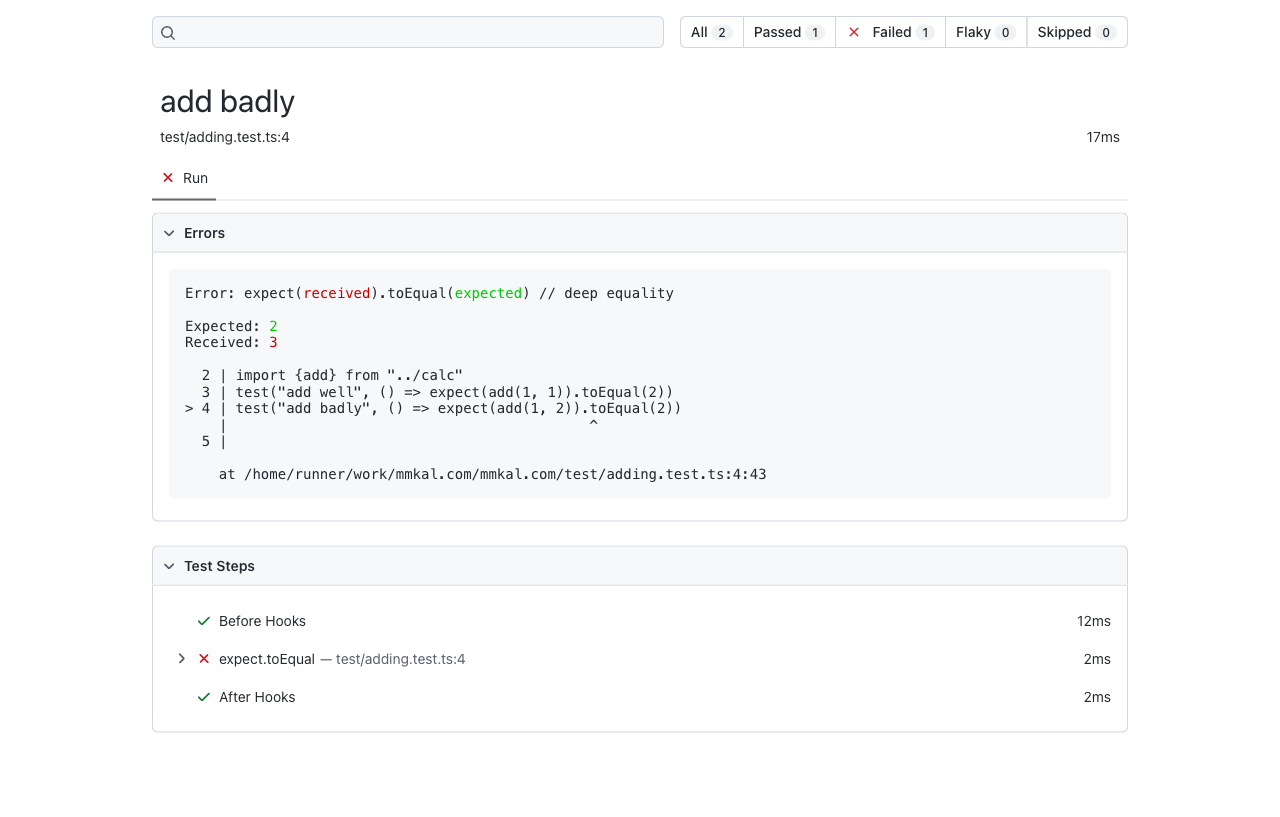 All 2 Passed 1 Failed 1 Flaky 0 Skipped 0
add badly
test/adding.test.ts:4 17ms
Run
Errors
Error: expect(received).toEqual(expected) // deep equality
Expected: 2
Received: 3
  2 | import {add} from "../calc"
  3 | test("add well", () => expect(add(1, 1)).toEqual(2))
> 4 | test("add badly", () => expect(add(1, 2)).toEqual(2))
    |                                           ^
  5 |
    at /home/runner/work/mmkal.com/mmkal.com/test/adding.test.ts:4:43
Test Steps
Before Hooks 12ms
expect.toEqual — test/adding.test.ts:4 2ms
After Hooks 2ms